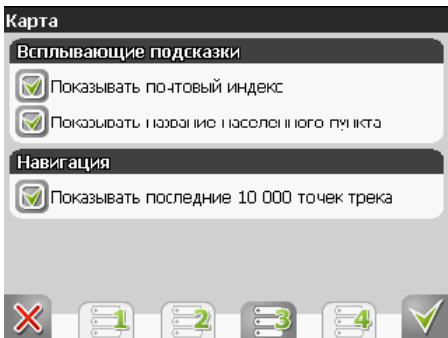 Карта
Всплывающие подсказки
Показывать почтовый индекс
Показывать название населенного пункта
Навигация
Показывать последние 10 000 точек трека
1 2 3 4